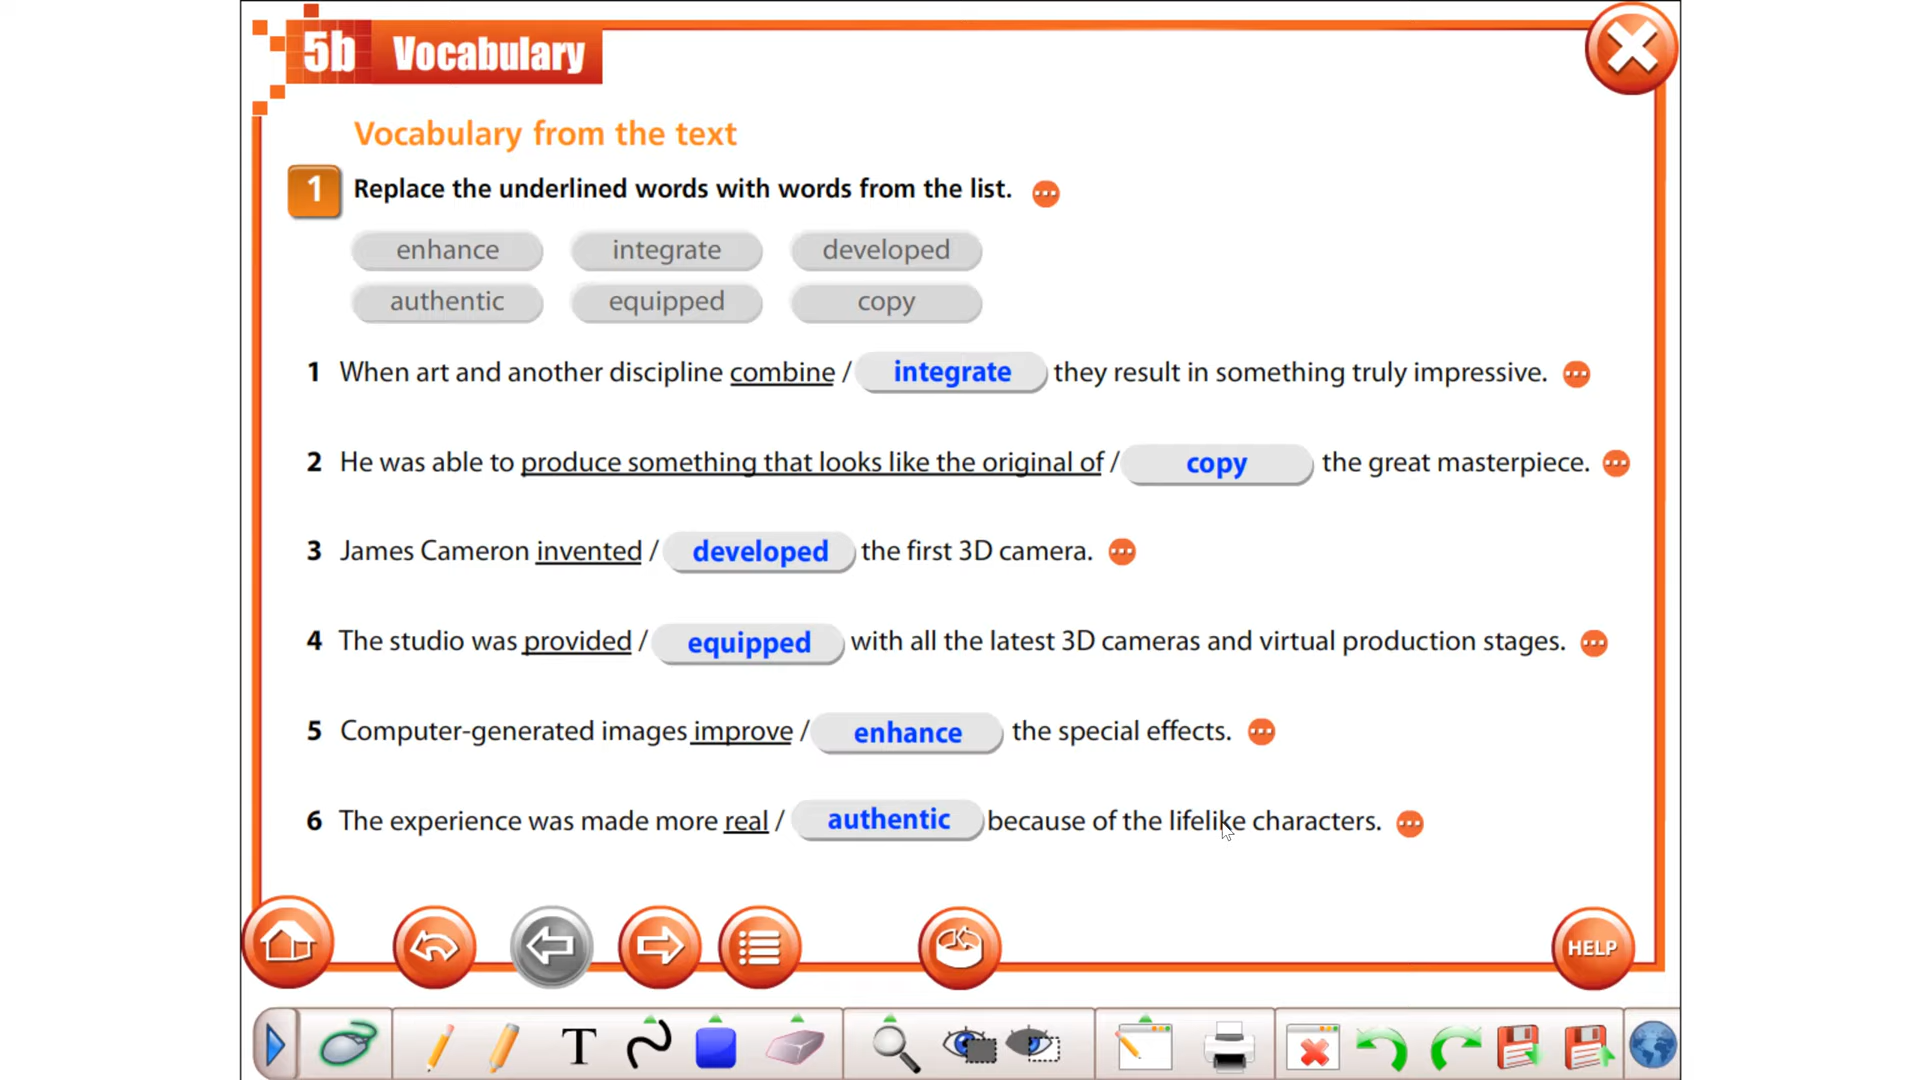 5b Vocabulary
Vocabulary from the text
1 Replace the underlined words with words from the list.
enhance integrate developed
authentic equipped copy
1 When art and another discipline combine / integrate they result in something truly impressive.
2 He was able to produce something that looks like the original of / copy the great masterpiece.
3 James Cameron invented / developed the first 3D camera.
4 The studio was provided / equipped with all the latest 3D cameras and virtual production stages.
5 Computer-generated images improve / enhance the special effects.
6 The experience was made more real / authentic because of the lifelike characters.
HELP
T